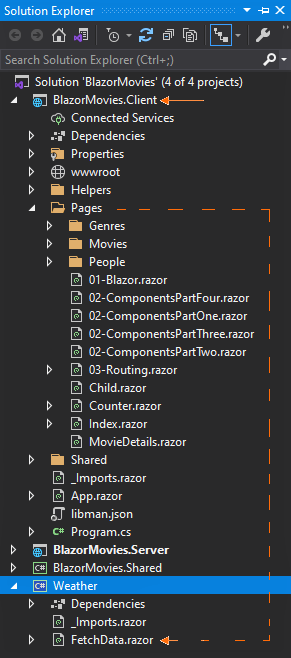 Solution Explorer
Search Solution Explorer (Ctrl+;)
Solution 'BlazorMovies' (4 of 4 projects)
BlazorMovies.Client
Connected Services
Dependencies
Properties
wwwroot
Helpers
Pages
Genres
Movies
People
01-Blazor.razor
02-ComponentsPartFour.razor
02-ComponentsPartOne.razor
02-ComponentsPartThree.razor
02-ComponentsPartTwo.razor
03-Routing.razor
Child.razor
Counter.razor
Index.razor
MovieDetails.razor
Shared
_Imports.razor
App.razor
libman.json
C# Program.cs
BlazorMovies.Server
C# BlazorMovies.Shared
C# Weather
Dependencies
_Imports.razor
FetchData.razor